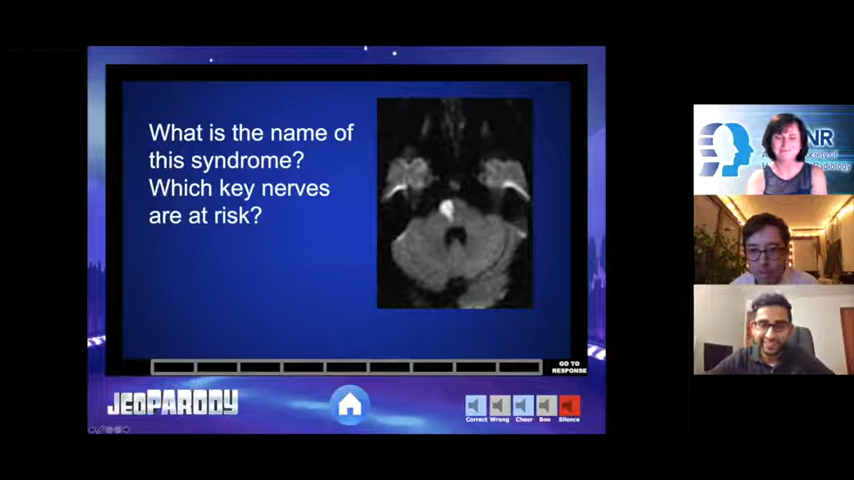 What is the name of
this syndrome?
Which key nerves
are at risk?
GO TO
RESPONSE
JEOPARODY
Correct Wrong Cheer Boo Silence
NR